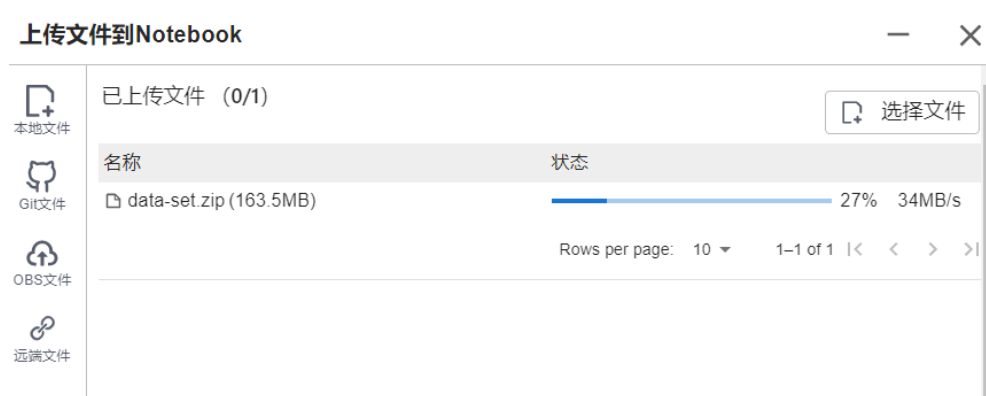 上传文件到Notebook
本地文件
Git文件
OBS文件
远端文件
已上传文件 （0/1）
选择文件
名称 状态
data-set.zip (163.5MB) 27% 34MB/s
Rows per page: 10 1–1 of 1